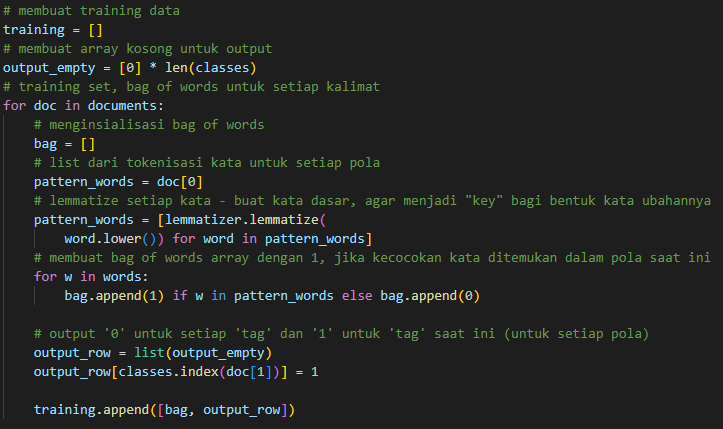 # membuat training data
training = []
# membuat array kosong untuk output
output_empty = [0] * len(classes)
# training set, bag of words untuk setiap kalimat
for doc in documents:
    # menginsialisasi bag of words
    bag = []
    # list dari tokenisasi kata untuk setiap pola
    pattern_words = doc[0]
    # lemmatize setiap kata - buat kata dasar, agar menjadi "key" bagi bentuk kata ubahannya
    pattern_words = [lemmatizer.lemmatize(
        word.lower()) for word in pattern_words]
    # membuat bag of words array dengan 1, jika kecocokan kata ditemukan dalam pola saat ini
    for w in words:
        bag.append(1) if w in pattern_words else bag.append(0)

    # output '0' untuk setiap 'tag' dan '1' untuk 'tag' saat ini (untuk setiap pola)
    output_row = list(output_empty)
    output_row[classes.index(doc[1])] = 1

    training.append([bag, output_row])